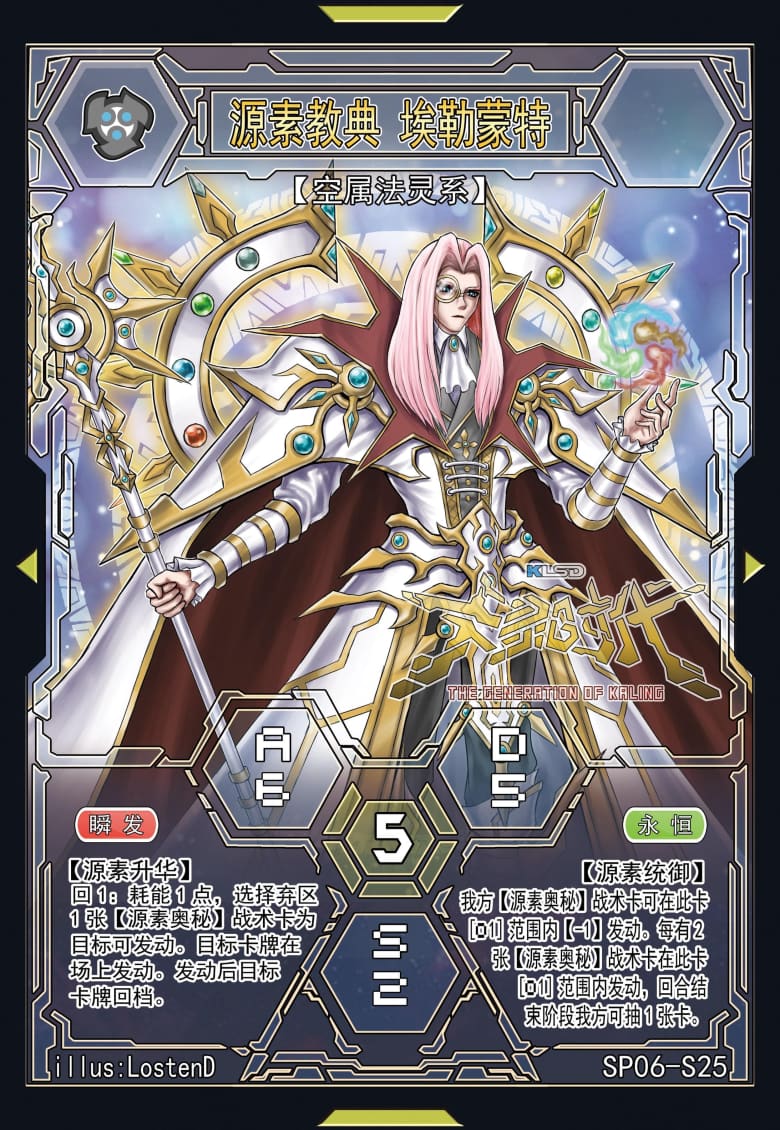 源素教典 埃勒蒙特
【空属法灵系】
KLSD
THE:GENERATION OF KALING
A
6
D
5
5
S
2
瞬发
【源素升华】
回1：耗能1点，选择弃区
1张【源素奥秘】战术卡为
目标可发动。目标卡牌在
场上发动。发动后目标
卡牌回档。
永恒
【源素统御】
我方【源素奥秘】战术卡可在此卡
[O1]范围内【-1】发动。每有2
张【源素奥秘】战术卡在此卡
[O1]范围内发动，回合结
束阶段我方可抽1张卡。
illus:LostenD
SP06-S25